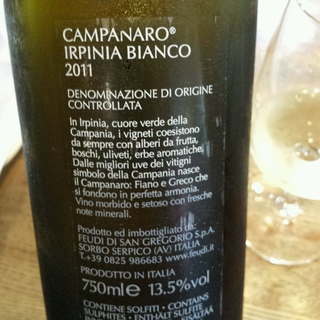 CAMPANARO®
IRPINIA BIANCO
2011
DENOMINAZIONE DI ORIGINE
CONTROLLATA
In Irpinia, cuore verde della
Campania, i vigneti coesistono
da sempre con alberi da frutta,
boschi, uliveti, erbe aromatiche.
Dalle migliori uve dei vitigni
simbolo della Campania nasce
il Campanaro: Fiano e Greco che
si fondono in perfetta armonia.
Vino morbido e setoso con fresche
note minerali.
Prodotto ed imbottigliato da:
FEUDI DI SAN GREGORIO S.p.A.
SORBO SERPICO (AV) ITALIA
T.+39 0825 986683 www.feudi.it
PRODOTTO IN ITALIA
750ml e 13.5%vol
CONTIENE SOLFITI • CONTAINS
SULPHITES • ENTHALT SULFITE